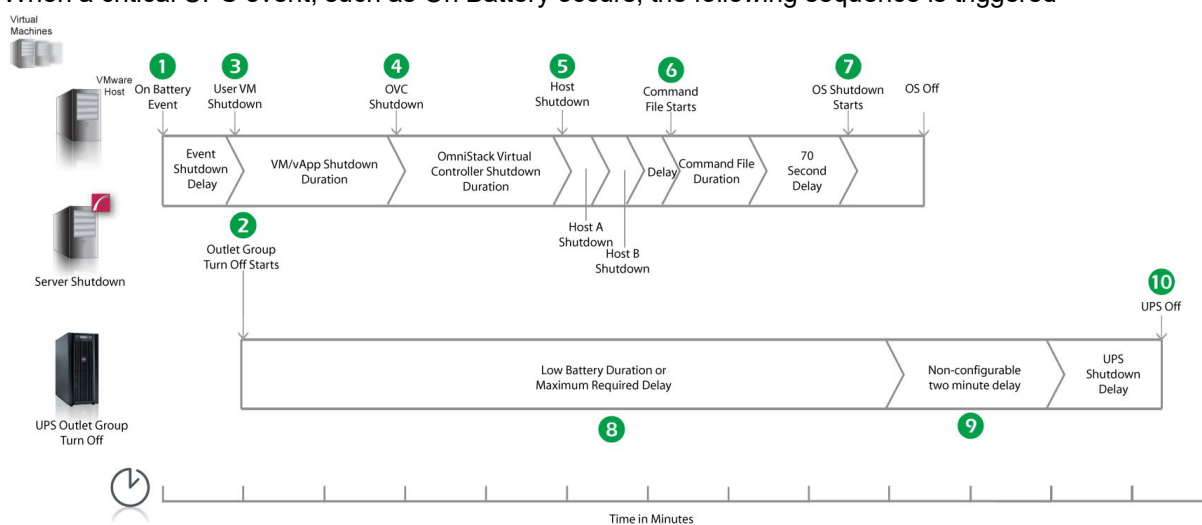 When a critical UPS event, such as On Battery occurs, the following sequence is triggered
Virtual
Machines
VMware
Host
1
On Battery
Event
3
User VM
Shutdown
4
OVC
Shutdown
5
Host
Shutdown
6
Command
File Starts
7
OS Shutdown
Starts
OS Off
Event
Shutdown
Delay
VM/vApp Shutdown
Duration
OmniStack Virtual
Controller Shutdown
Duration
Delay
Command File
Duration
70
Second
Delay
Host A
Shutdown
Host B
Shutdown
Server Shutdown
2
Outlet Group
Turn Off Starts
10
UPS Off
Low Battery Duration or
Maximum Required Delay
Non-configurable
two minute delay
UPS
Shutdown
Delay
8
9
UPS Outlet Group
Turn Off
Time in Minutes